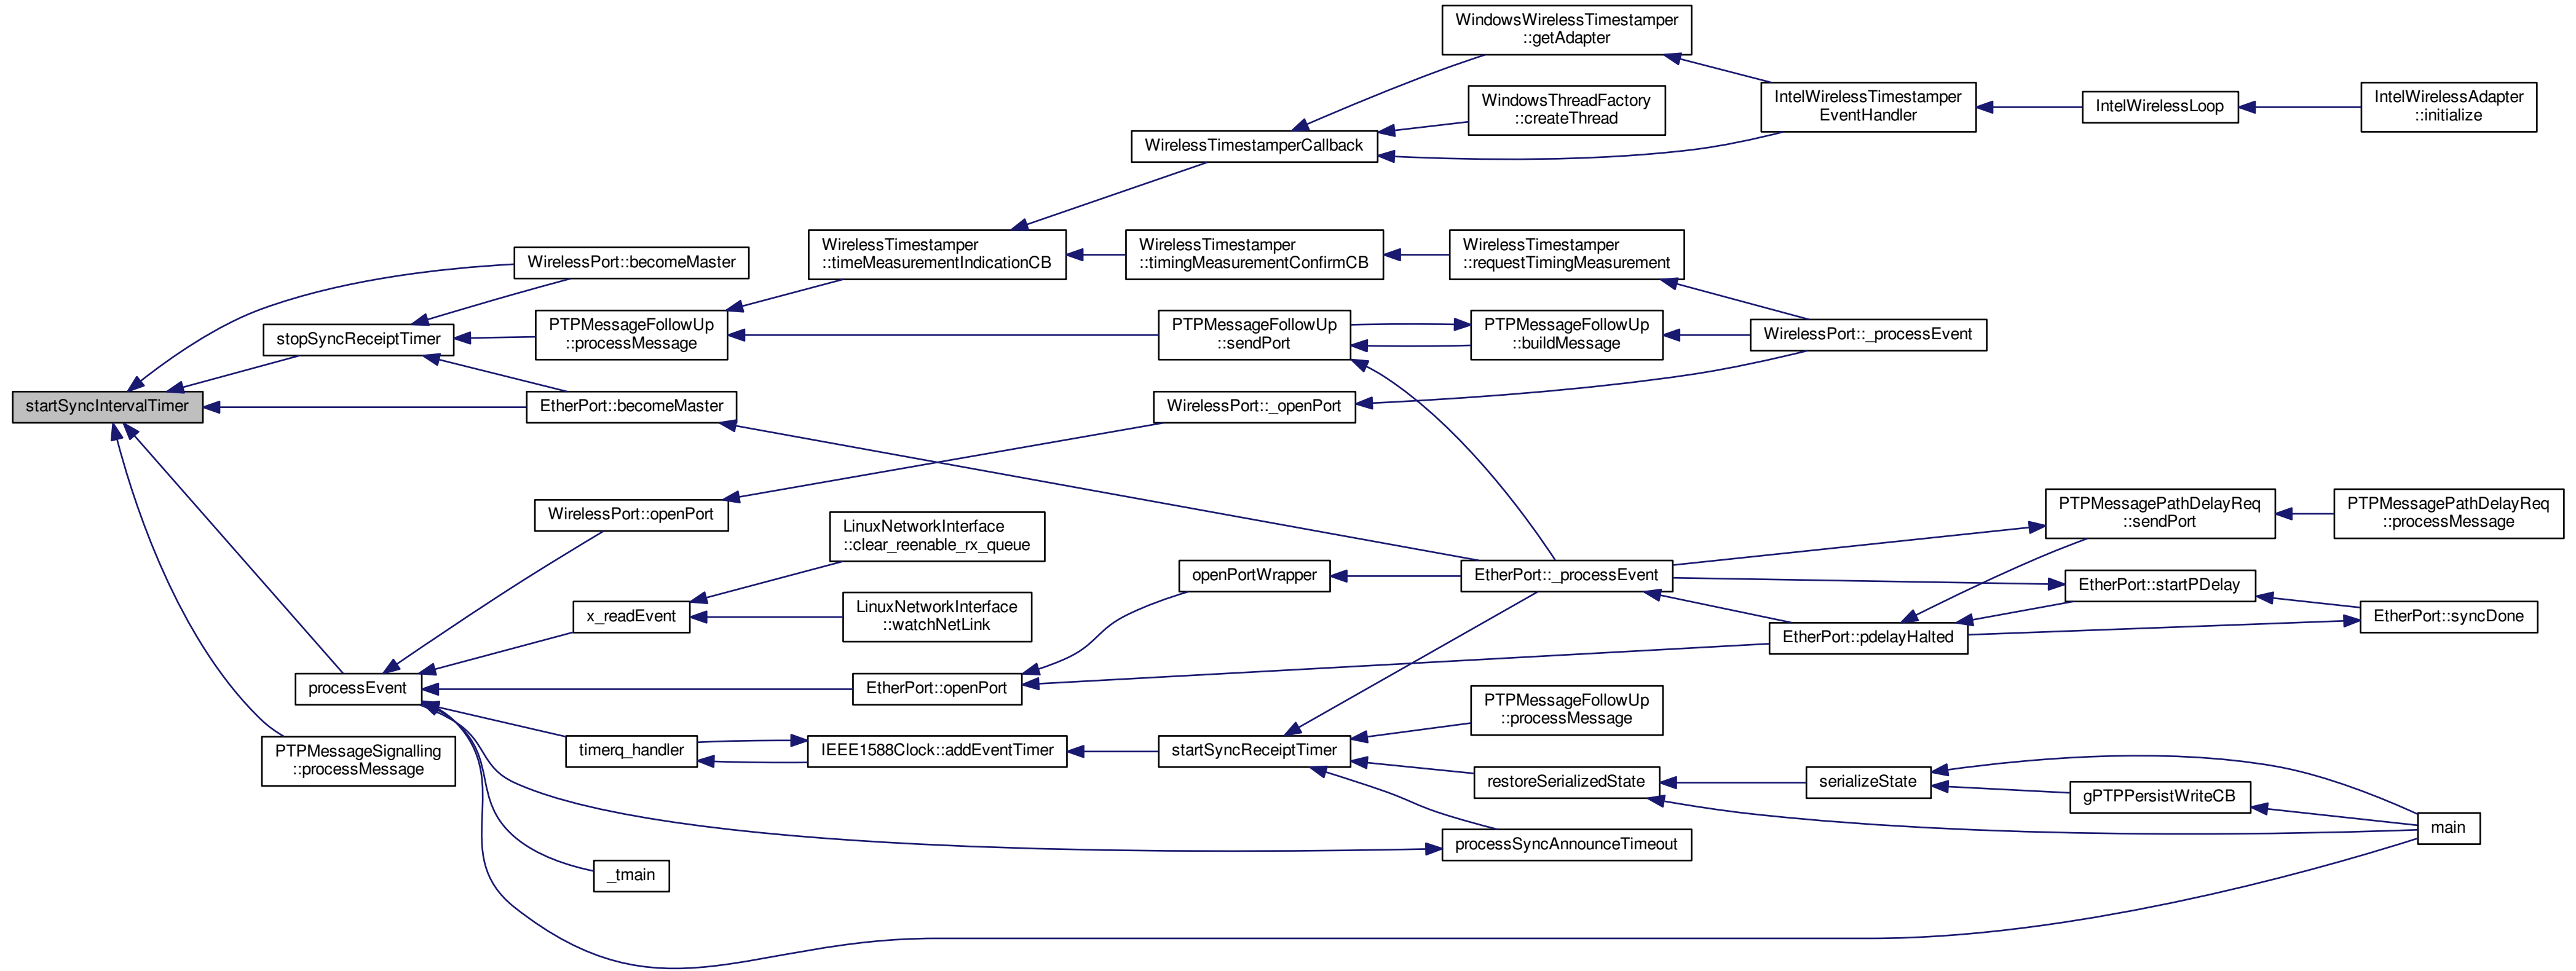 WindowsWirelessTimestamper
::getAdapter
WindowsThreadFactory
::createThread
IntelWirelessTimestamper
EventHandler
IntelWirelessLoop
IntelWirelessAdapter
::initialize
WirelessTimestamperCallback
WirelessPort::becomeMaster
WirelessTimestamper
::timeMeasurementIndicationCB
WirelessTimestamper
::timingMeasurementConfirmCB
WirelessTimestamper
::requestTimingMeasurement
stopSyncReceiptTimer
PTPMessageFollowUp
::processMessage
PTPMessageFollowUp
::sendPort
PTPMessageFollowUp
::buildMessage
WirelessPort::_processEvent
startSyncIntervalTimer
EtherPort::becomeMaster
WirelessPort::_openPort
WirelessPort::openPort
LinuxNetworkInterface
::clear_reenable_rx_queue
PTPMessagePathDelayReq
::sendPort
PTPMessagePathDelayReq
::processMessage
openPortWrapper
EtherPort::_processEvent
EtherPort::startPDelay
x_readEvent
LinuxNetworkInterface
::watchNetLink
EtherPort::syncDone
EtherPort::pdelayHalted
processEvent
EtherPort::openPort
PTPMessageFollowUp
::processMessage
PTPMessageSignalling
::processMessage
timerq_handler
IEEE1588Clock::addEventTimer
startSyncReceiptTimer
restoreSerializedState
serializeState
gPTPPersistWriteCB
main
processSyncAnnounceTimeout
_tmain